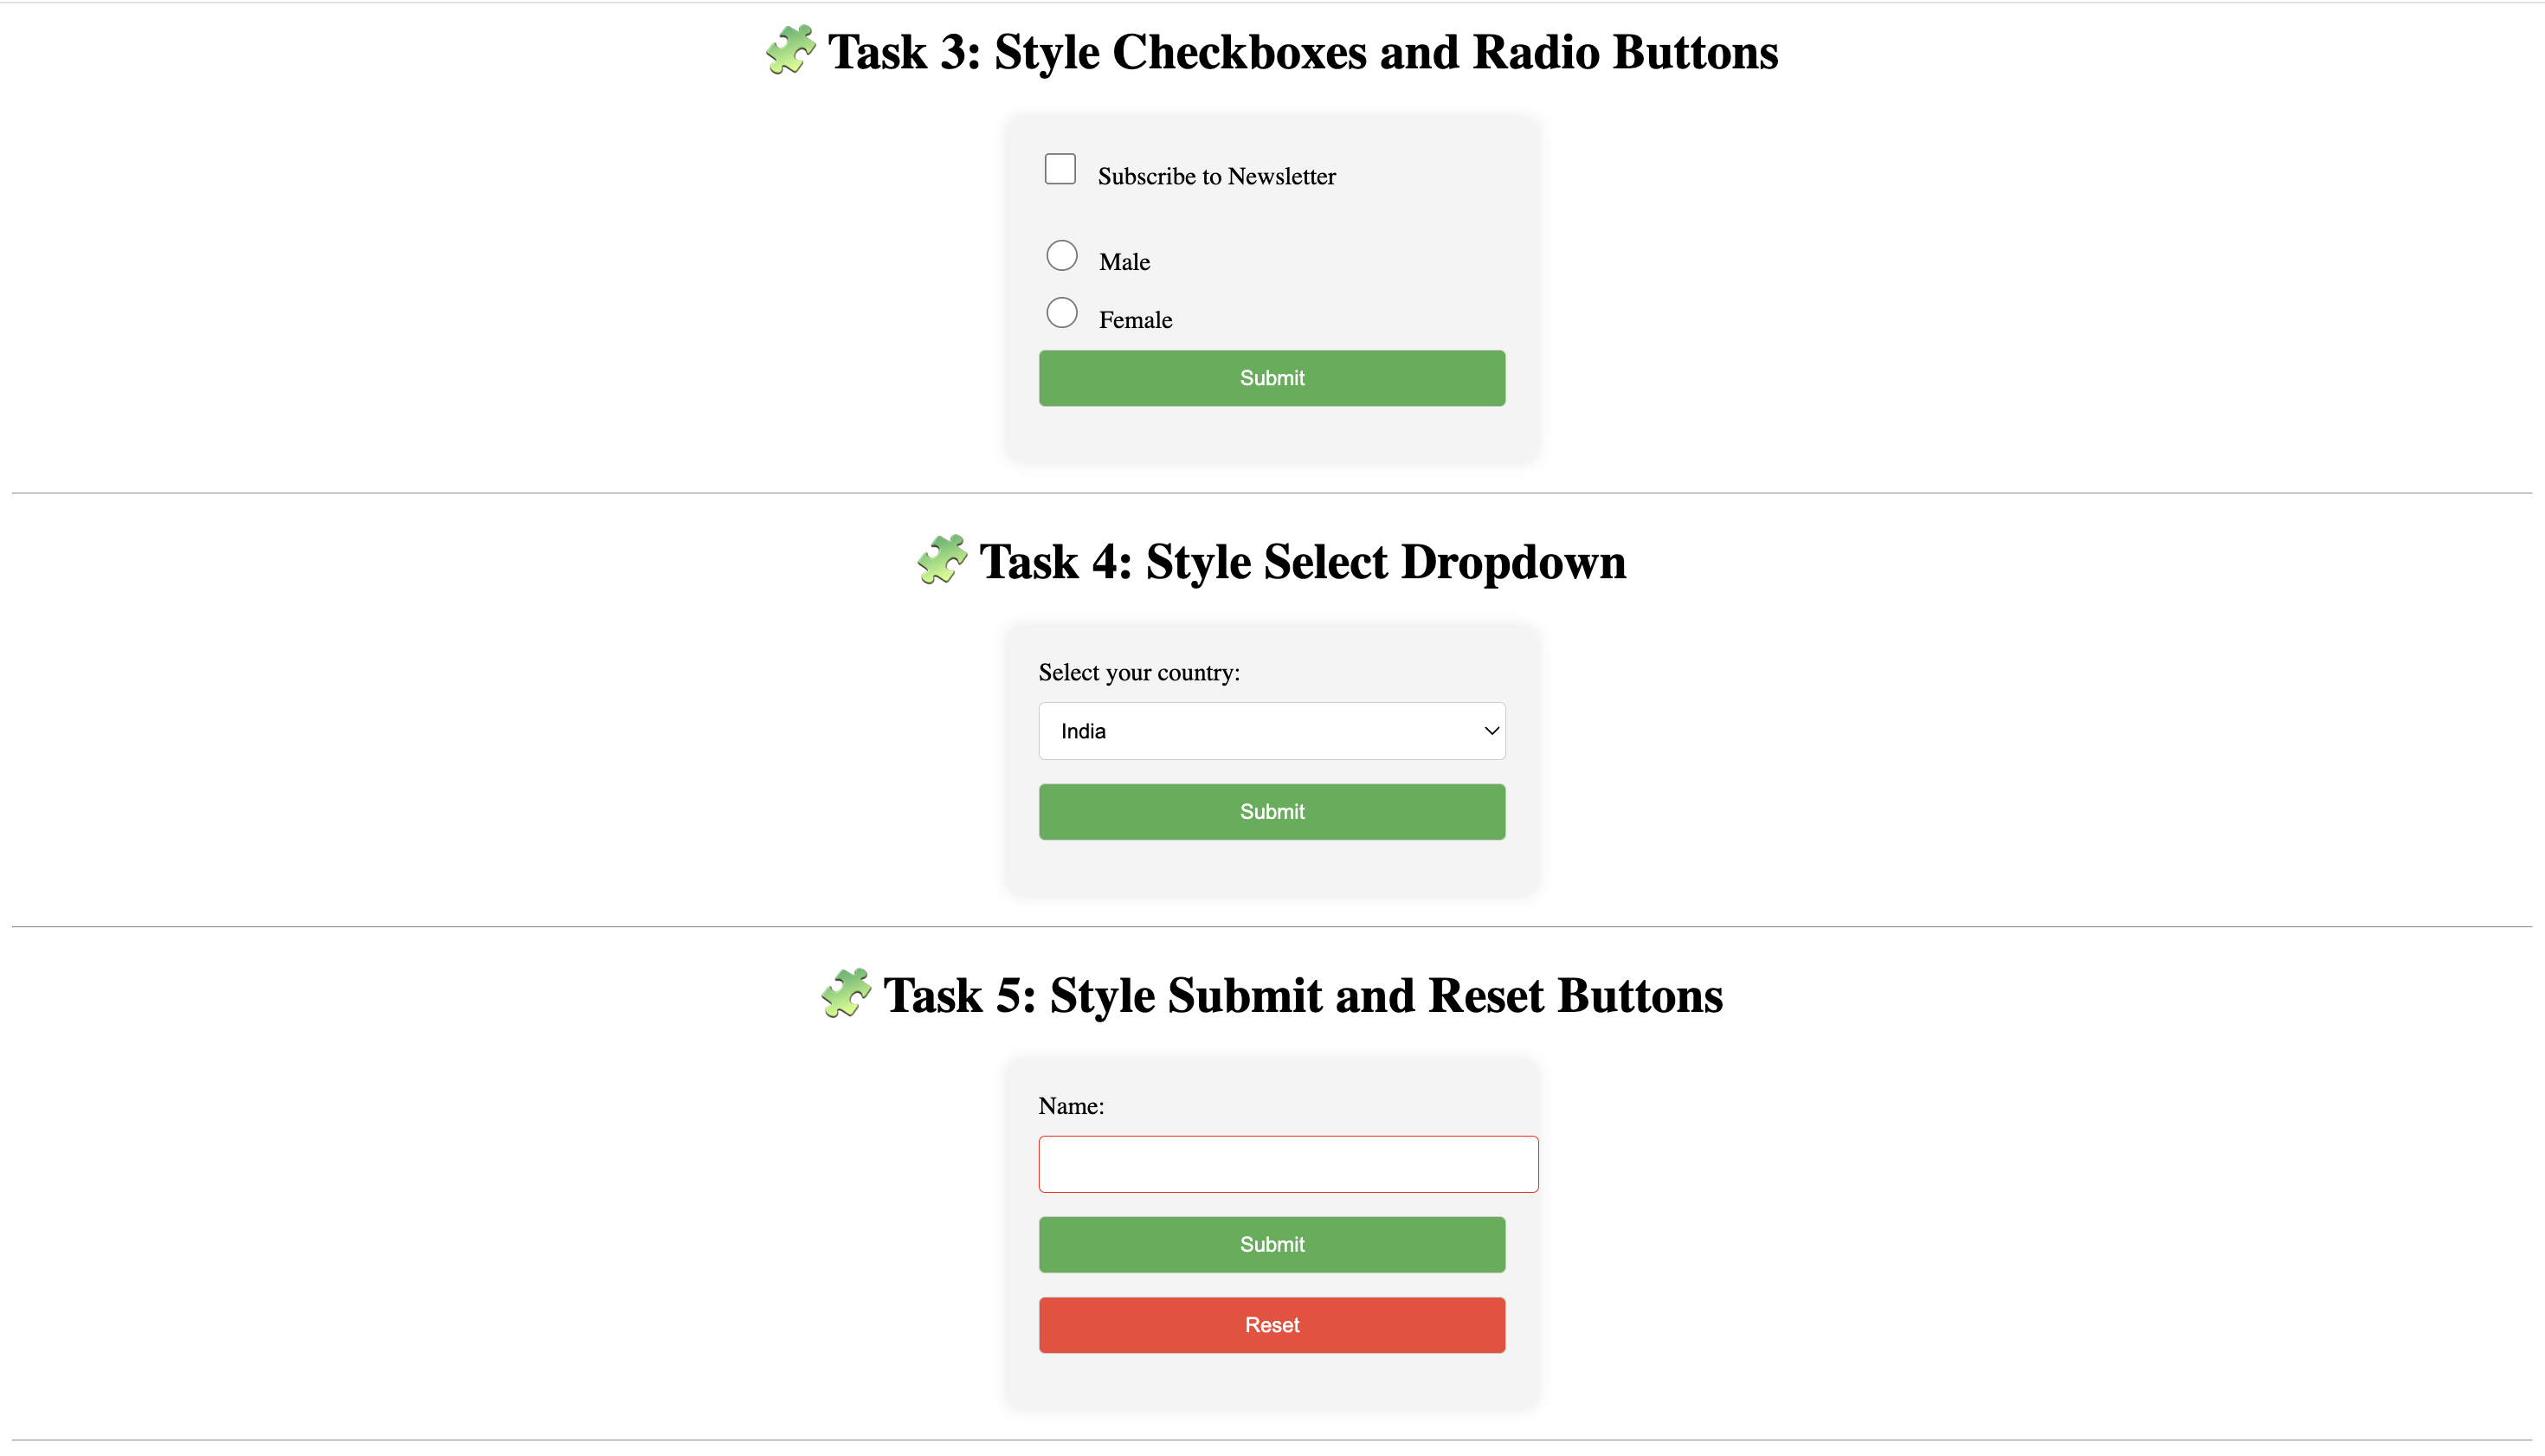 🧩 Task 3: Style Checkboxes and Radio Buttons
Subscribe to Newsletter
Male
Female
Submit
🧩 Task 4: Style Select Dropdown
Select your country:
India
Submit
🧩 Task 5: Style Submit and Reset Buttons
Name:
Submit
Reset